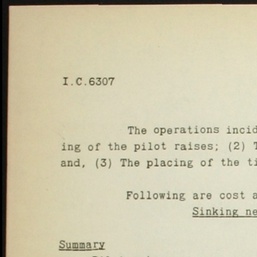 I.C.6307
The operations incid
ing of the pilot raises; (2) T
and, (3) The placing of the ti
Following are cost a
Sinking ne
Summary